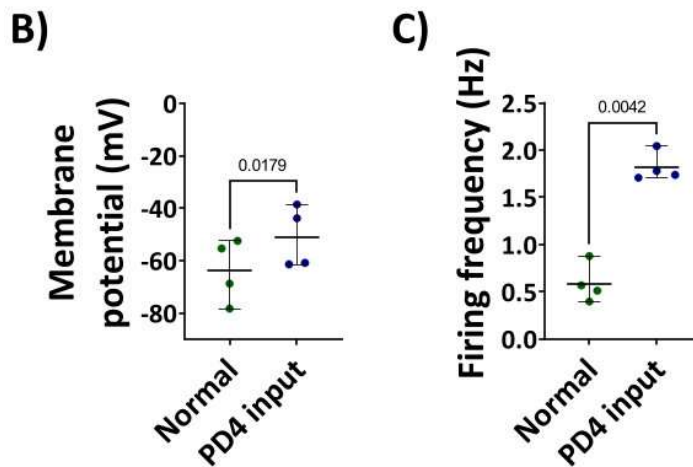 B)
Membrane
potential (mV)
0
-20
-40
-60
-80
0.0179
Normal
PD4 input
C)
Firing frequency (Hz)
2.5
2.0
1.5
1.0
0.5
0.0
0.0042
Normal
PD4 input